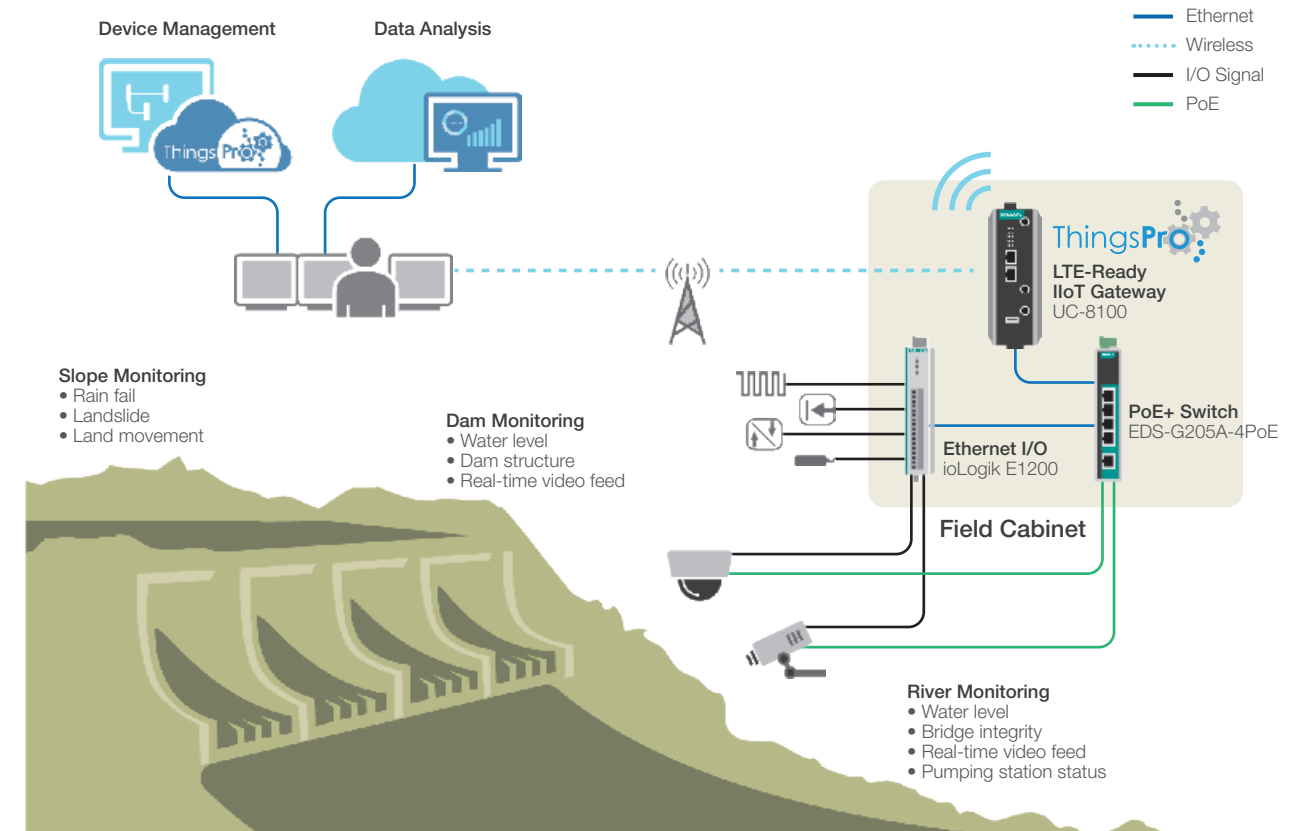 Device Management
Data Analysis
Ethernet
Wireless
I/O Signal
PoE
ThingsPro
ThingsPro
LTE-Ready
IIoT Gateway
UC-8100
Slope Monitoring
• Rain fail
• Landslide
• Land movement
Dam Monitoring
• Water level
• Dam structure
• Real-time video feed
PoE+ Switch
EDS-G205A-4PoE
Ethernet I/O
ioLogik E1200
Field Cabinet
River Monitoring
• Water level
• Bridge integrity
• Real-time video feed
• Pumping station status